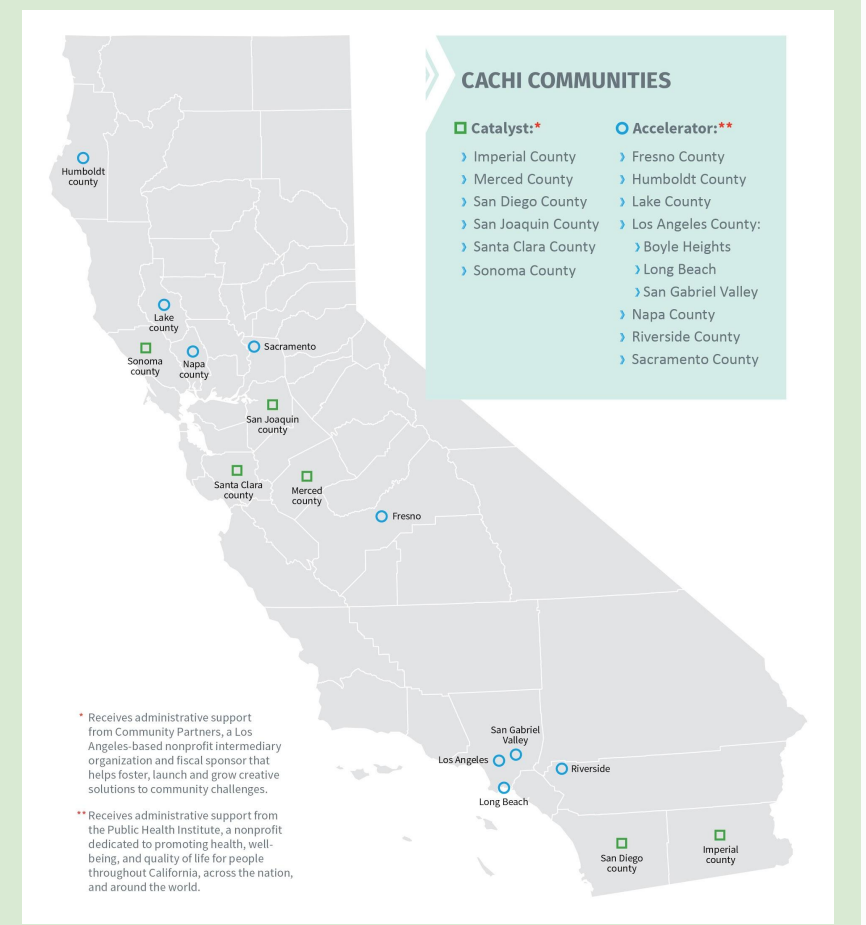 CACHI COMMUNITIES
Catalyst:*
Imperial County
Merced County
San Diego County
San Joaquin County
Santa Clara County
Sonoma County
Accelerator:**
Fresno County
Humboldt County
Lake County
Los Angeles County:
Boyle Heights
Long Beach
San Gabriel Valley
Napa County
Riverside County
Sacramento County
Humboldt
county
Lake
county
Sonoma
county
Napa
county
Sacramento
San Joaquin
county
Santa Clara
county
Merced
county
Fresno
San Gabriel
Valley
Los Angeles
Riverside
Long Beach
San Diego
county
Imperial
county
* Receives administrative support
from Community Partners, a Los
Angeles-based nonprofit intermediary
organization and fiscal sponsor that
helps foster, launch and grow creative
solutions to community challenges.
** Receives administrative support from
the Public Health Institute, a nonprofit
dedicated to promoting health, well-
being, and quality of life for people
throughout California, across the nation,
and around the world.